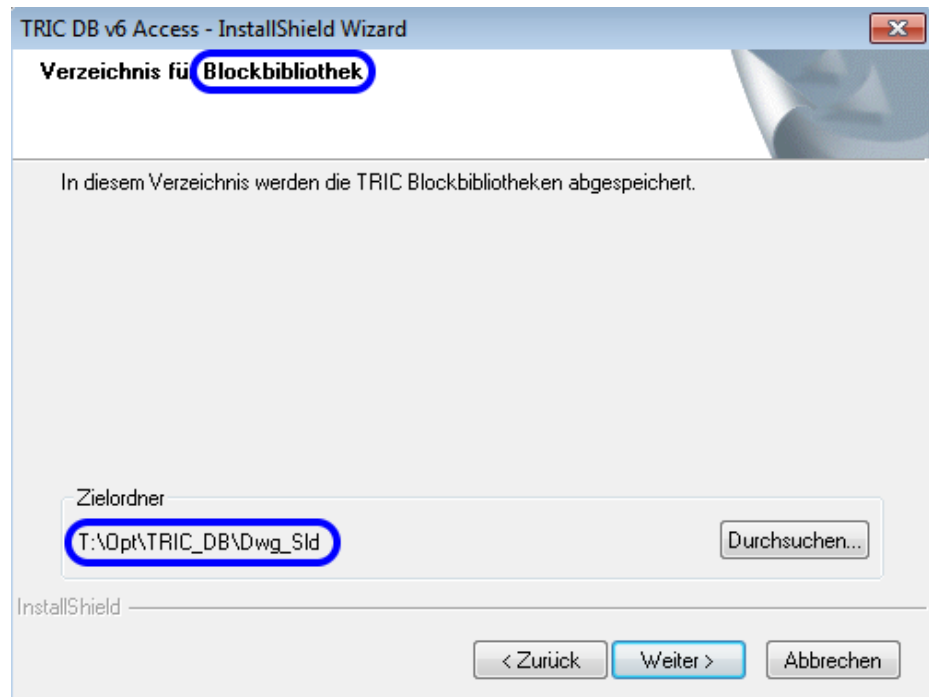 TRIC DB v6 Access - InstallShield Wizard
Verzeichnis fü Blockbibliothek
In diesem Verzeichnis werden die TRIC Blockbibliotheken abgespeichert.
Zielordner
T:\Opt\TRIC_DB\Dwg_Sld
Durchsuchen...
InstallShield
< Zurück
Weiter >
Abbrechen